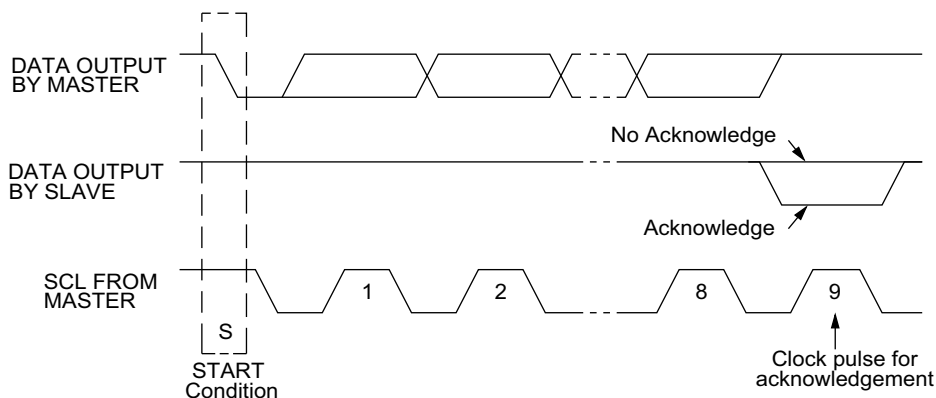 DATA OUTPUT
BY MASTER
No Acknowledge
DATA OUTPUT
BY SLAVE
Acknowledge
SCL FROM
MASTER
1
2
8
9
S
START
Condition
Clock pulse for
acknowledgement